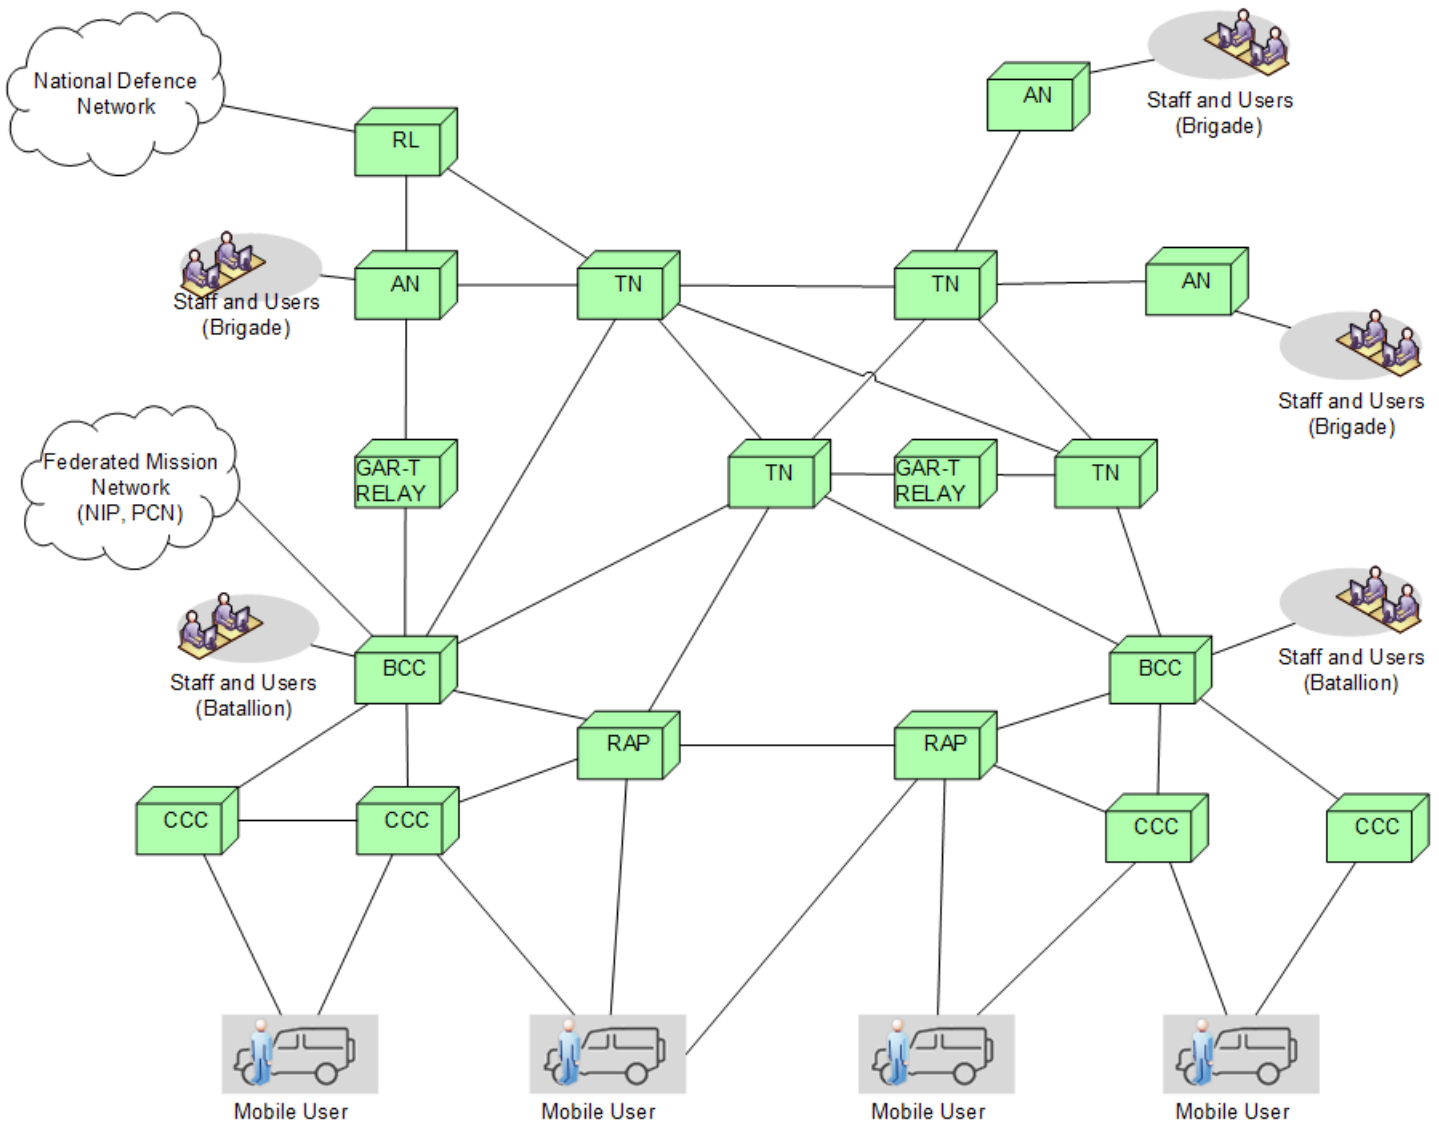 National Defence
Network
RL
AN
Staff and Users
(Brigade)
Staff and Users
(Brigade)
AN
TN
TN
AN
Staff and Users
(Brigade)
Federated Mission
Network
(NIP, PCN)
GAR-T
RELAY
TN
GAR-T
RELAY
TN
Staff and Users
(Batallion)
BCC
BCC
Staff and Users
(Batallion)
RAP
RAP
CCC
CCC
CCC
CCC
Mobile User
Mobile User
Mobile User
Mobile User